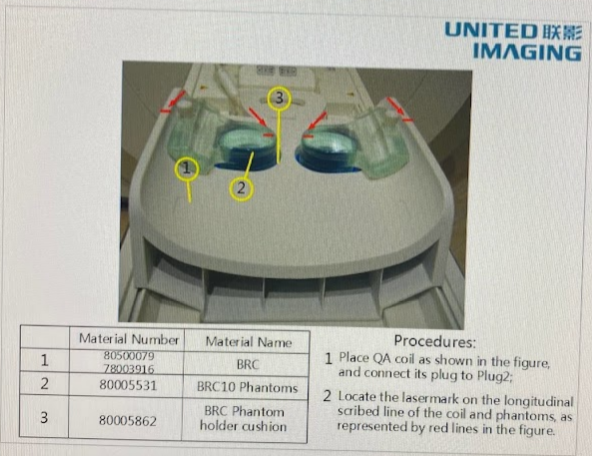 UNITED 联影
IMAGING
3
1
2
Material Number Material Name
1 80500079 78003916 BRC
2 80005531 BRC10 Phantoms
3 80005862 BRC Phantom holder cushion
Procedures:
1 Place QA coil as shown in the figure,
and connect its plug to Plug2;
2 Locate the lasermark on the longitudinal
scribed line of the coil and phantoms, as
represented by red lines in the figure.